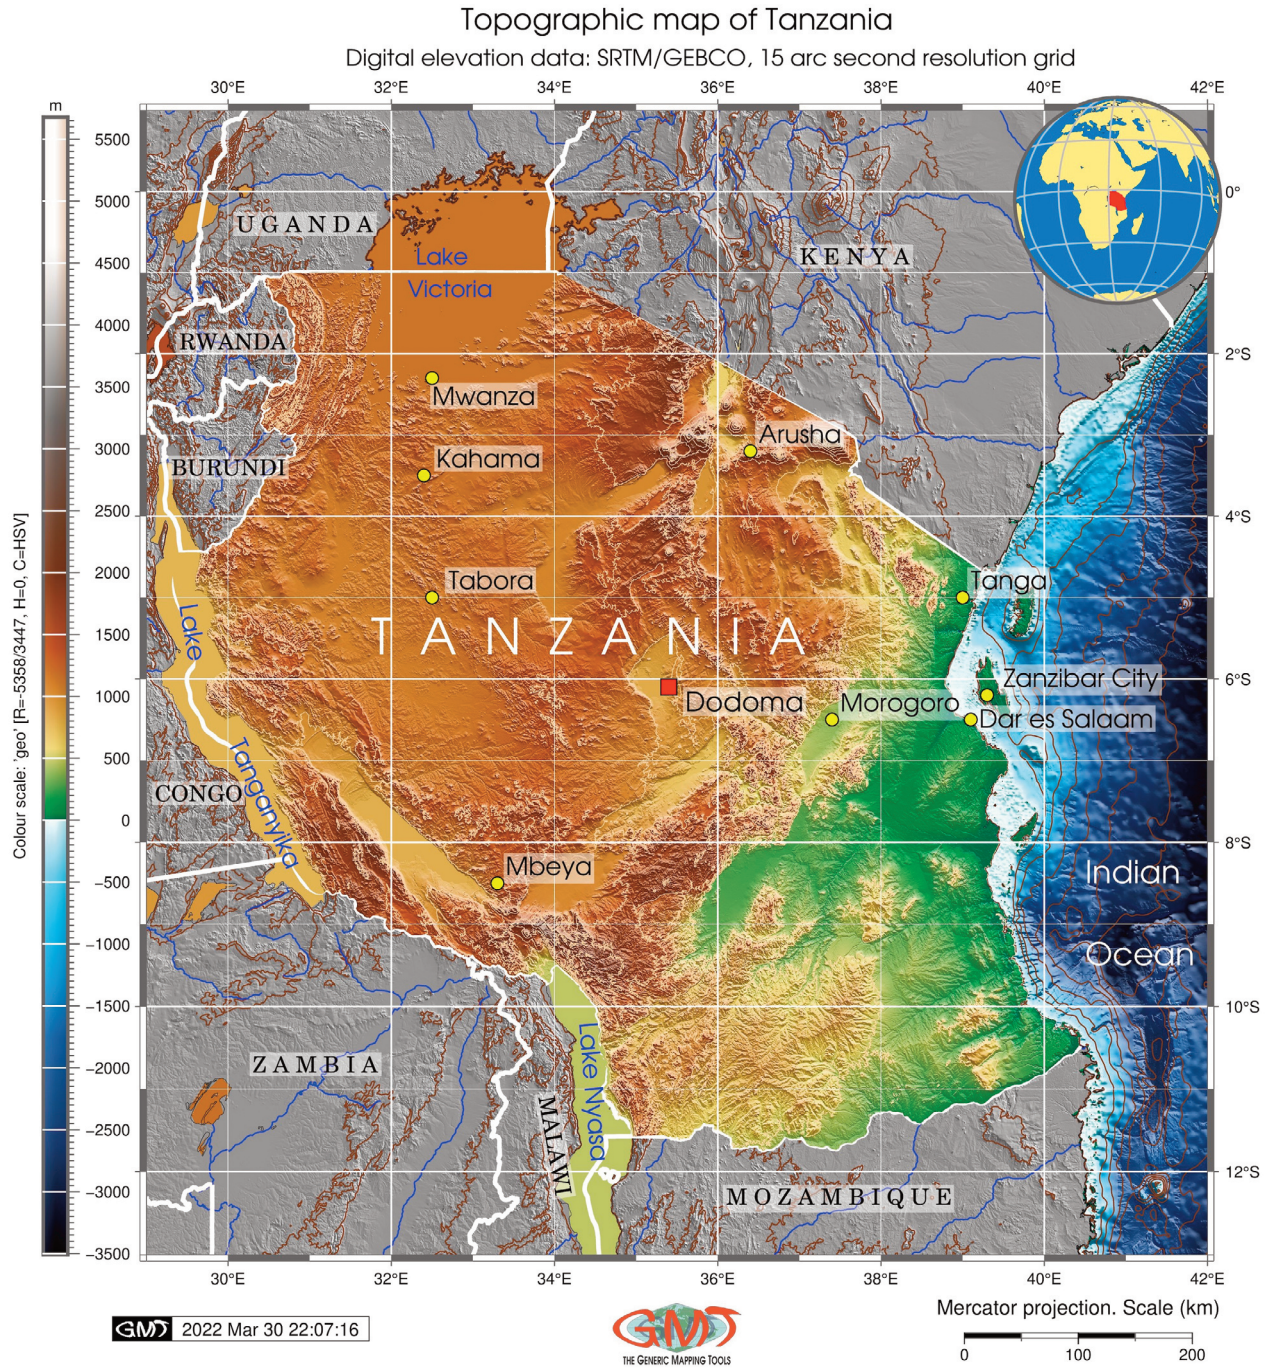 Topographic map of Tanzania
Digital elevation data: SRTM/GEBCO, 15 arc second resolution grid
30°E 32°E 34°E 36°E 38°E 40°E 42°E
m
5500
5000
4500
4000
3500
3000
2500
2000
1500
1000
500
0
−500
−1000
−1500
−2000
−2500
−3000
−3500
Colour scale: 'geo' [R=-5358/3447, H=0, C=HSV]
0°
2°S
4°S
6°S
8°S
10°S
12°S
UGANDA
KENYA
Lake
Victoria
RWANDA
Mwanza
Arusha
Kahama
BURUNDI
Tabora
Tanga
TANZANIA
Lake
Tanganyika
Zanzibar City
Dodoma
Morogoro
Dar es Salaam
CONGO
Mbeya
Indian
Ocean
ZAMBIA
Lake Nyasa
MALAWI
MOZAMBIQUE
30°E 32°E 34°E 36°E 38°E 40°E 42°E
GMT 2022 Mar 30 22:07:16
GMT
THE GENERIC MAPPING TOOLS
Mercator projection. Scale (km)
0 100 200